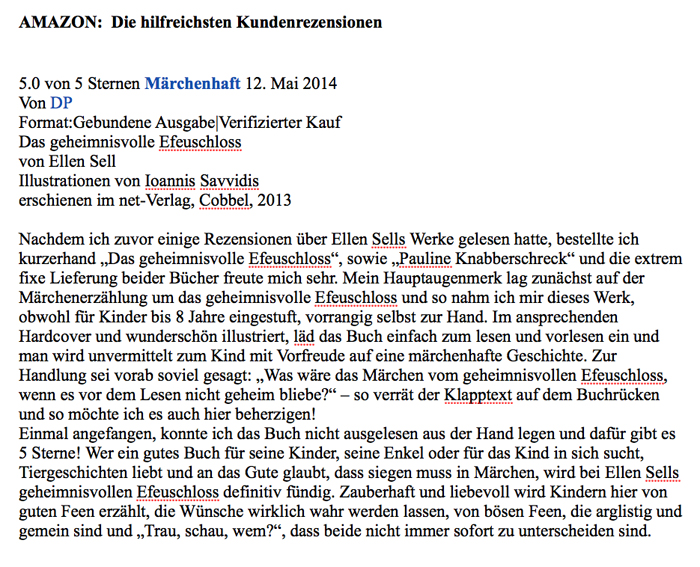 AMAZON:  Die hilfreichsten Kundenrezensionen
5.0 von 5 Sternen Märchenhaft 12. Mai 2014
Von DP
Format:Gebundene Ausgabe|Verifizierter Kauf
Das geheimnisvolle Efeuschloss
von Ellen Sell
Illustrationen von Ioannis Savvidis
erschienen im net-Verlag, Cobbel, 2013
Nachdem ich zuvor einige Rezensionen über Ellen Sells Werke gelesen hatte, bestellte ich
kurzerhand „Das geheimnisvolle Efeuschloss“, sowie „Pauline Knabberschreck“ und die extrem
fixe Lieferung beider Bücher freute mich sehr. Mein Hauptaugenmerk lag zunächst auf der
Märchenerzählung um das geheimnisvolle Efeuschloss und so nahm ich mir dieses Werk,
obwohl für Kinder bis 8 Jahre eingestuft, vorrangig selbst zur Hand. Im ansprechenden
Hardcover und wunderschön illustriert, läd das Buch einfach zum lesen und vorlesen ein und
man wird unvermittelt zum Kind mit Vorfreude auf eine märchenhafte Geschichte. Zur
Handlung sei vorab soviel gesagt: „Was wäre das Märchen vom geheimnisvollen Efeuschloss,
wenn es vor dem Lesen nicht geheim bliebe?“ – so verrät der Klapptext auf dem Buchrücken
und so möchte ich es auch hier beherzigen!
Einmal angefangen, konnte ich das Buch nicht ausgelesen aus der Hand legen und dafür gibt es
5 Sterne! Wer ein gutes Buch für seine Kinder, seine Enkel oder für das Kind in sich sucht,
Tiergeschichten liebt und an das Gute glaubt, dass siegen muss in Märchen, wird bei Ellen Sells
geheimnisvollen Efeuschloss definitiv fündig. Zauberhaft und liebevoll wird Kindern hier von
guten Feen erzählt, die Wünsche wirklich wahr werden lassen, von bösen Feen, die arglistig und
gemein sind und „Trau, schau, wem?“, dass beide nicht immer sofort zu unterscheiden sind.